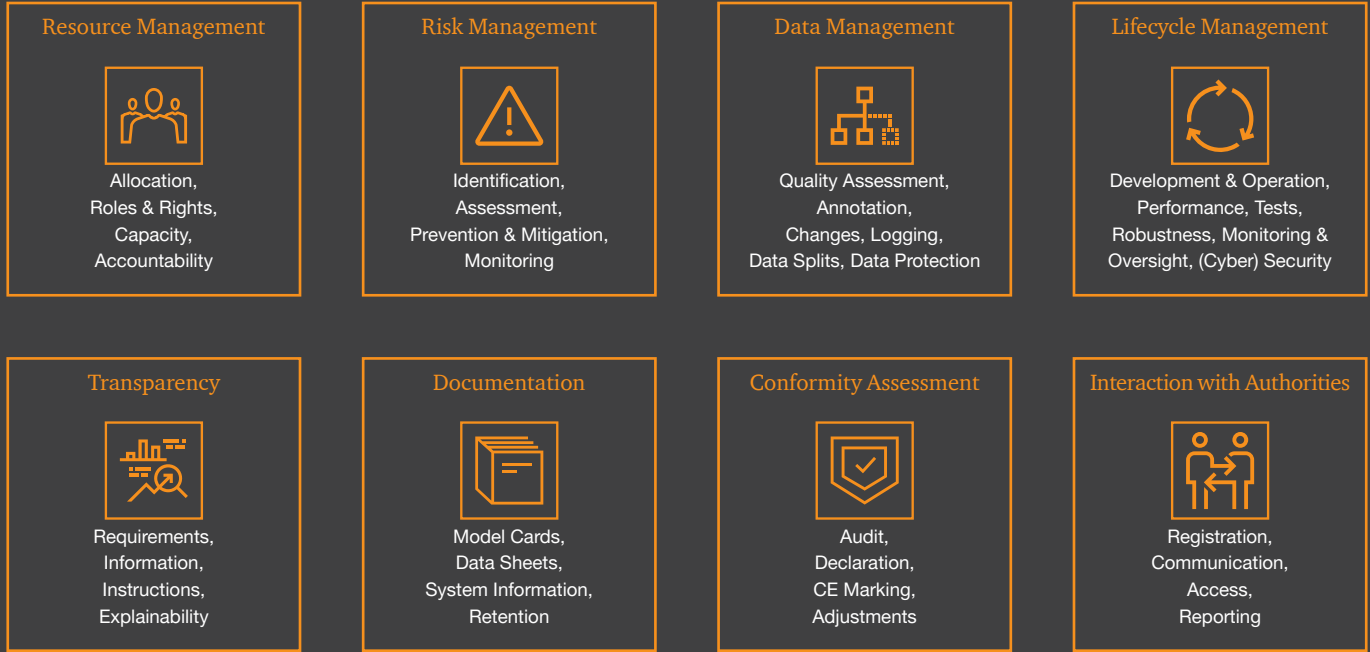 Resource Management
Allocation,
Roles & Rights,
Capacity,
Accountability
Risk Management
Identification,
Assessment,
Prevention & Mitigation,
Monitoring
Data Management
Quality Assessment,
Annotation,
Changes, Logging,
Data Splits, Data Protection
Lifecycle Management
Development & Operation,
Performance, Tests,
Robustness, Monitoring &
Oversight, (Cyber) Security
Transparency
Requirements,
Information,
Instructions,
Explainability
Documentation
Model Cards,
Data Sheets,
System Information,
Retention
Conformity Assessment
Audit,
Declaration,
CE Marking,
Adjustments
Interaction with Authorities
Registration,
Communication,
Access,
Reporting